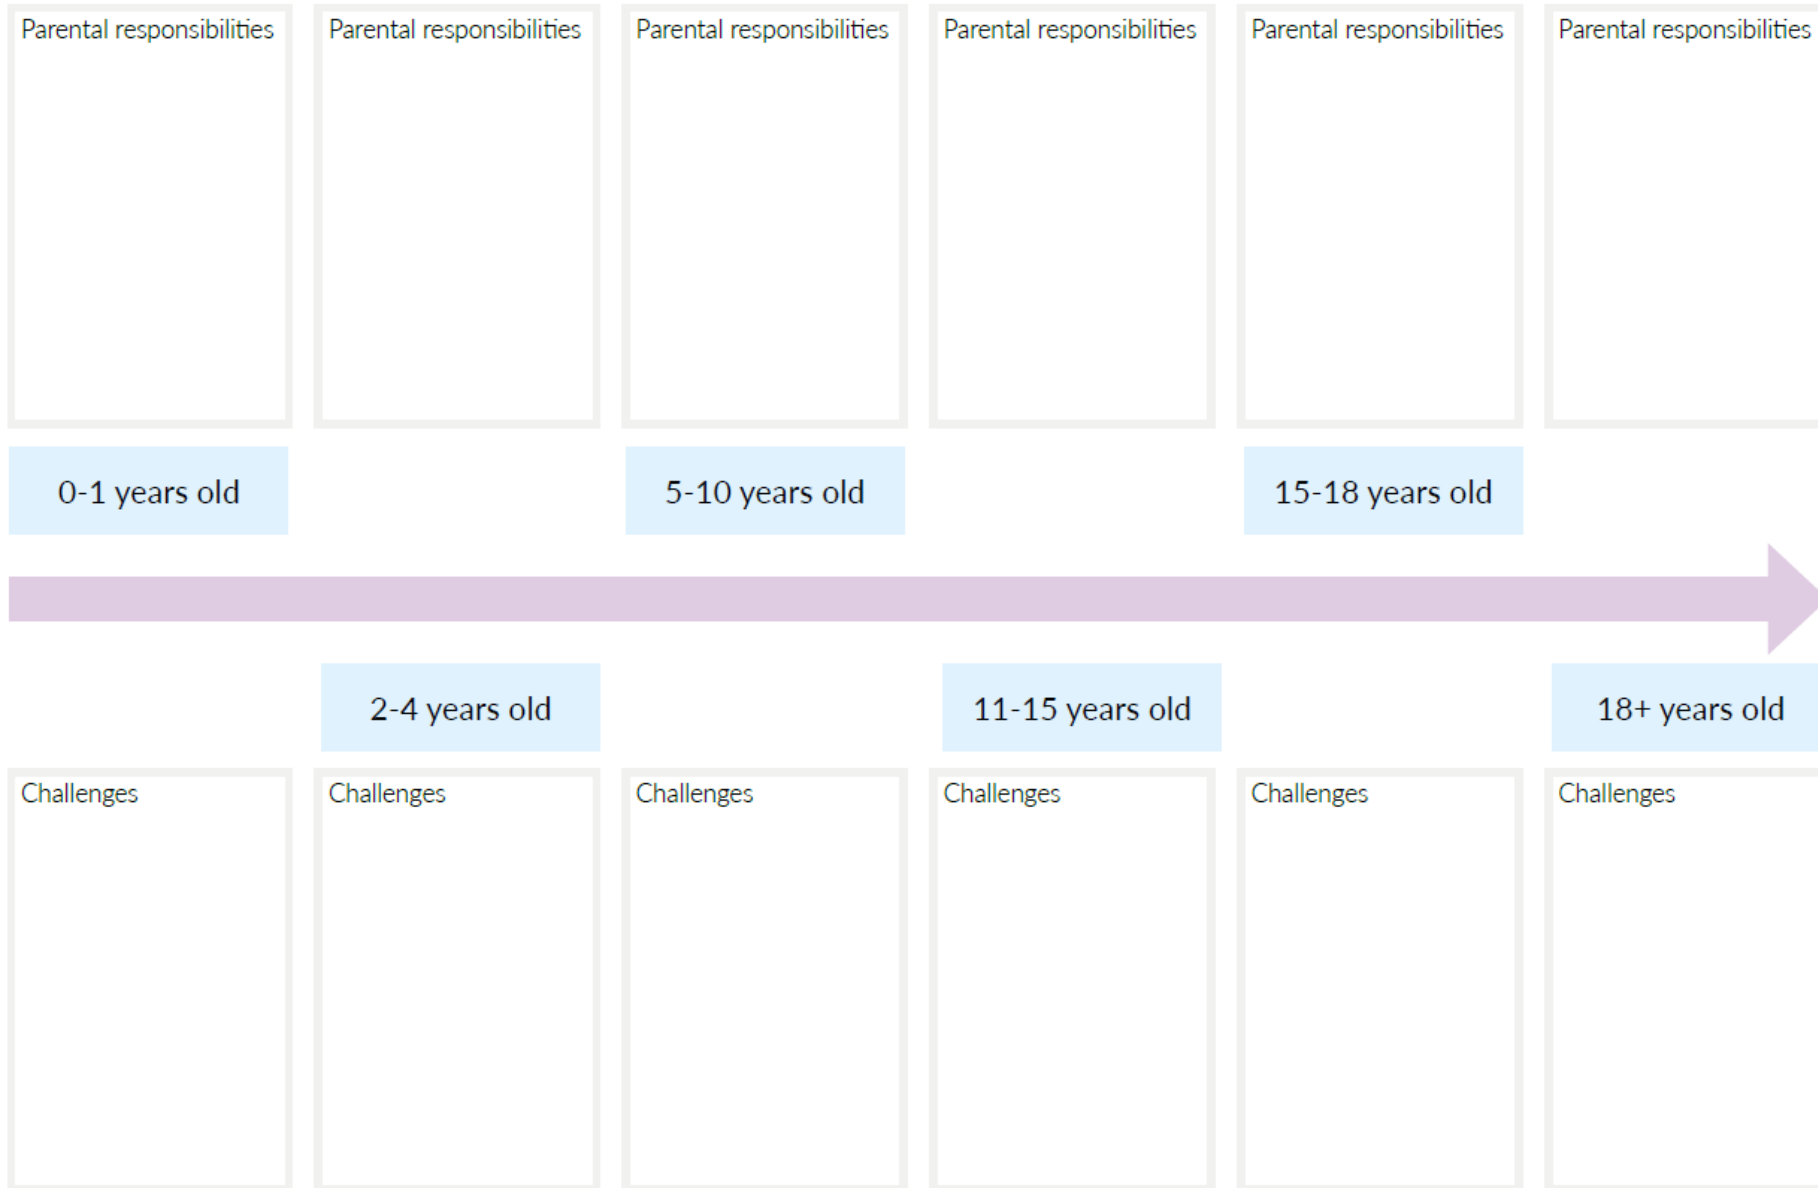 Parental responsibilities
Parental responsibilities
Parental responsibilities
Parental responsibilities
Parental responsibilities
Parental responsibilities
0-1 years old
5-10 years old
15-18 years old
2-4 years old
11-15 years old
18+ years old
Challenges
Challenges
Challenges
Challenges
Challenges
Challenges